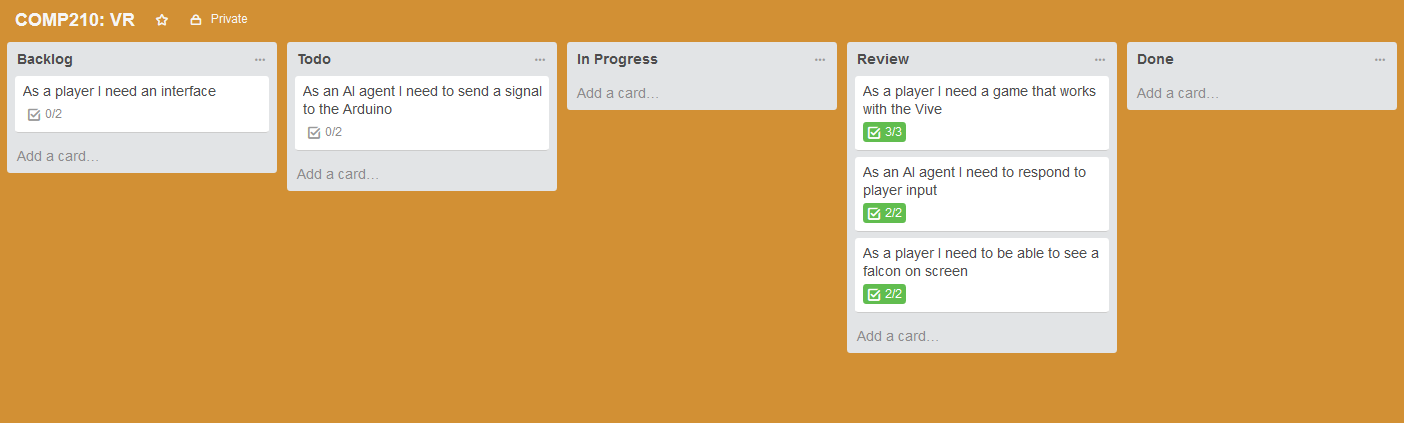 COMP210: VR Private
Backlog
As a player I need an interface
0/2
Add a card…
Todo
As an AI agent I need to send a signal
to the Arduino
0/2
Add a card…
In Progress
Add a card…
Review
As a player I need a game that works
with the Vive
3/3
As an AI agent I need to respond to
player input
2/2
As a player I need to be able to see a
falcon on screen
2/2
Add a card…
Done
Add a card…